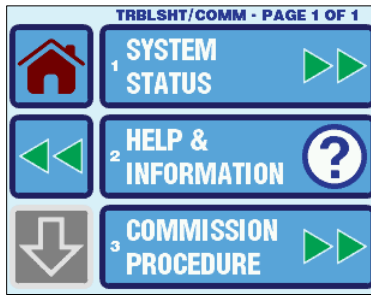 TRBLSHT/COMM - PAGE 1 OF 1
1 SYSTEM
STATUS
2 HELP &
INFORMATION
?
3 COMMISSION
PROCEDURE